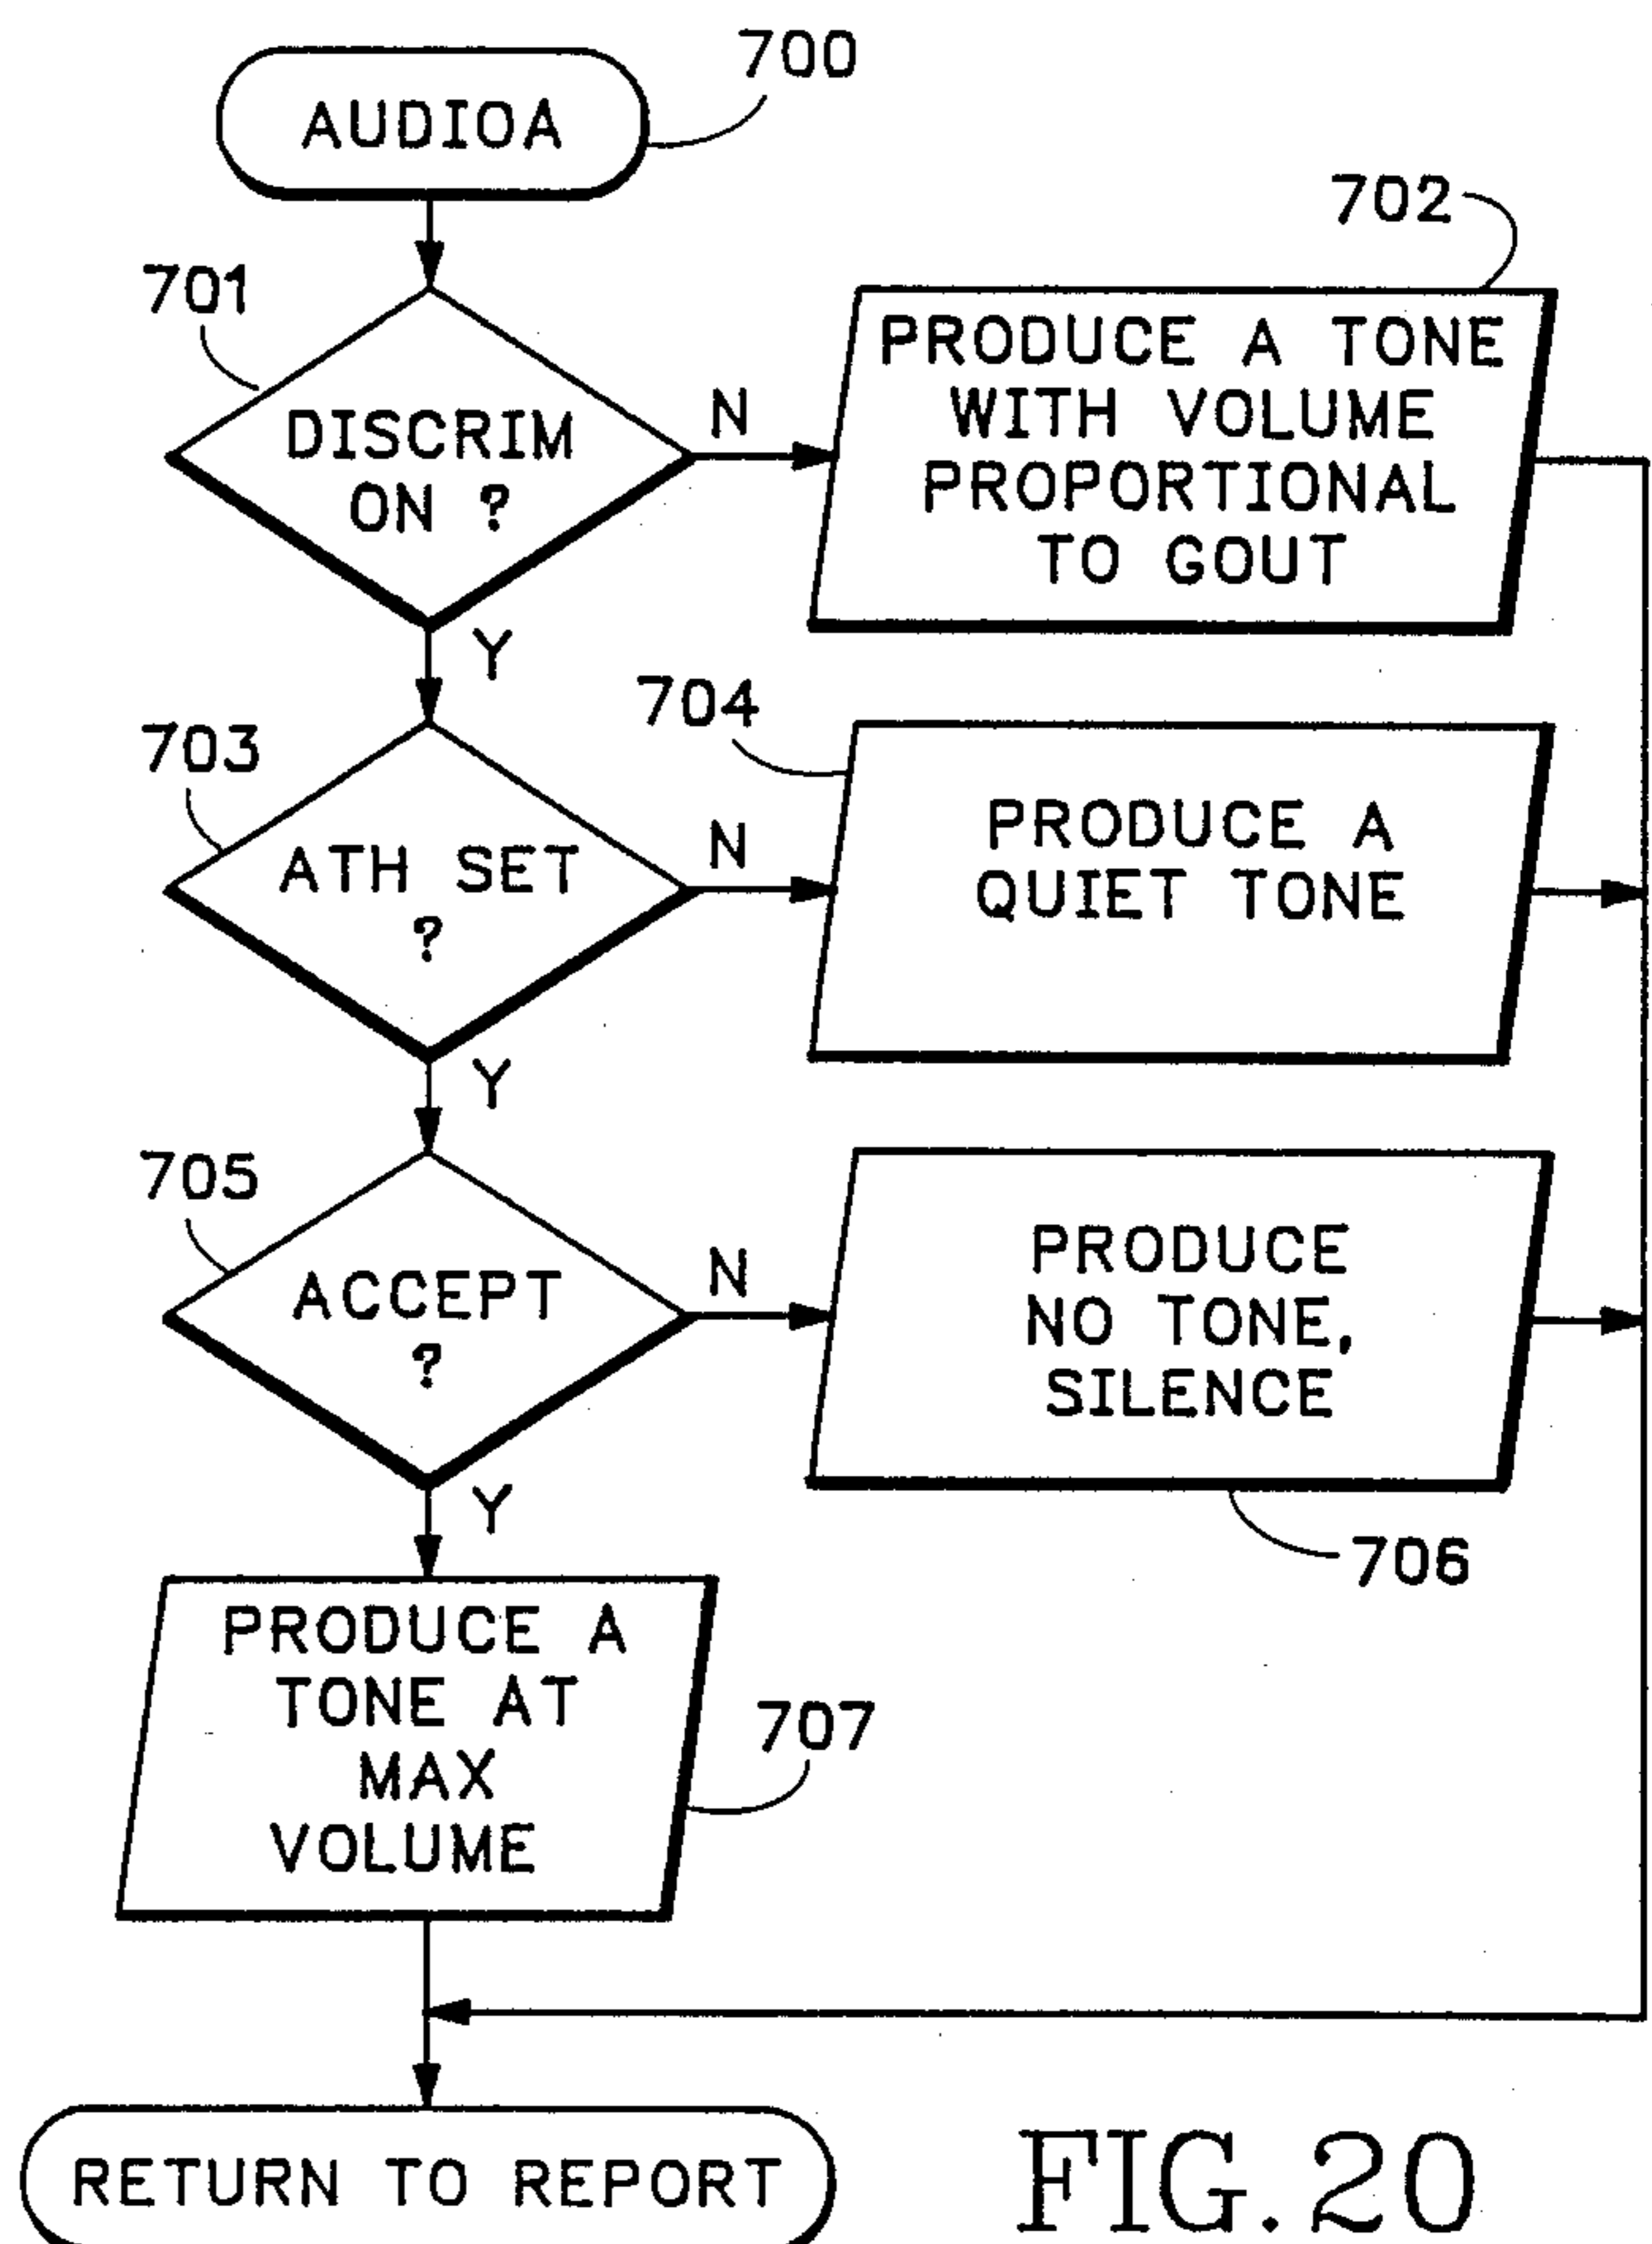 700
AUDIOA
702
701
DISCRIM
ON ?
N
PRODUCE A TONE
WITH VOLUME
PROPORTIONAL
TO GOUT
Y
704
703
ATH SET
?
N
PRODUCE A
QUIET TONE
Y
705
ACCEPT
?
N
PRODUCE
NO TONE,
SILENCE
Y
706
PRODUCE A
TONE AT
MAX
VOLUME
707
RETURN TO REPORT
FIG. 20